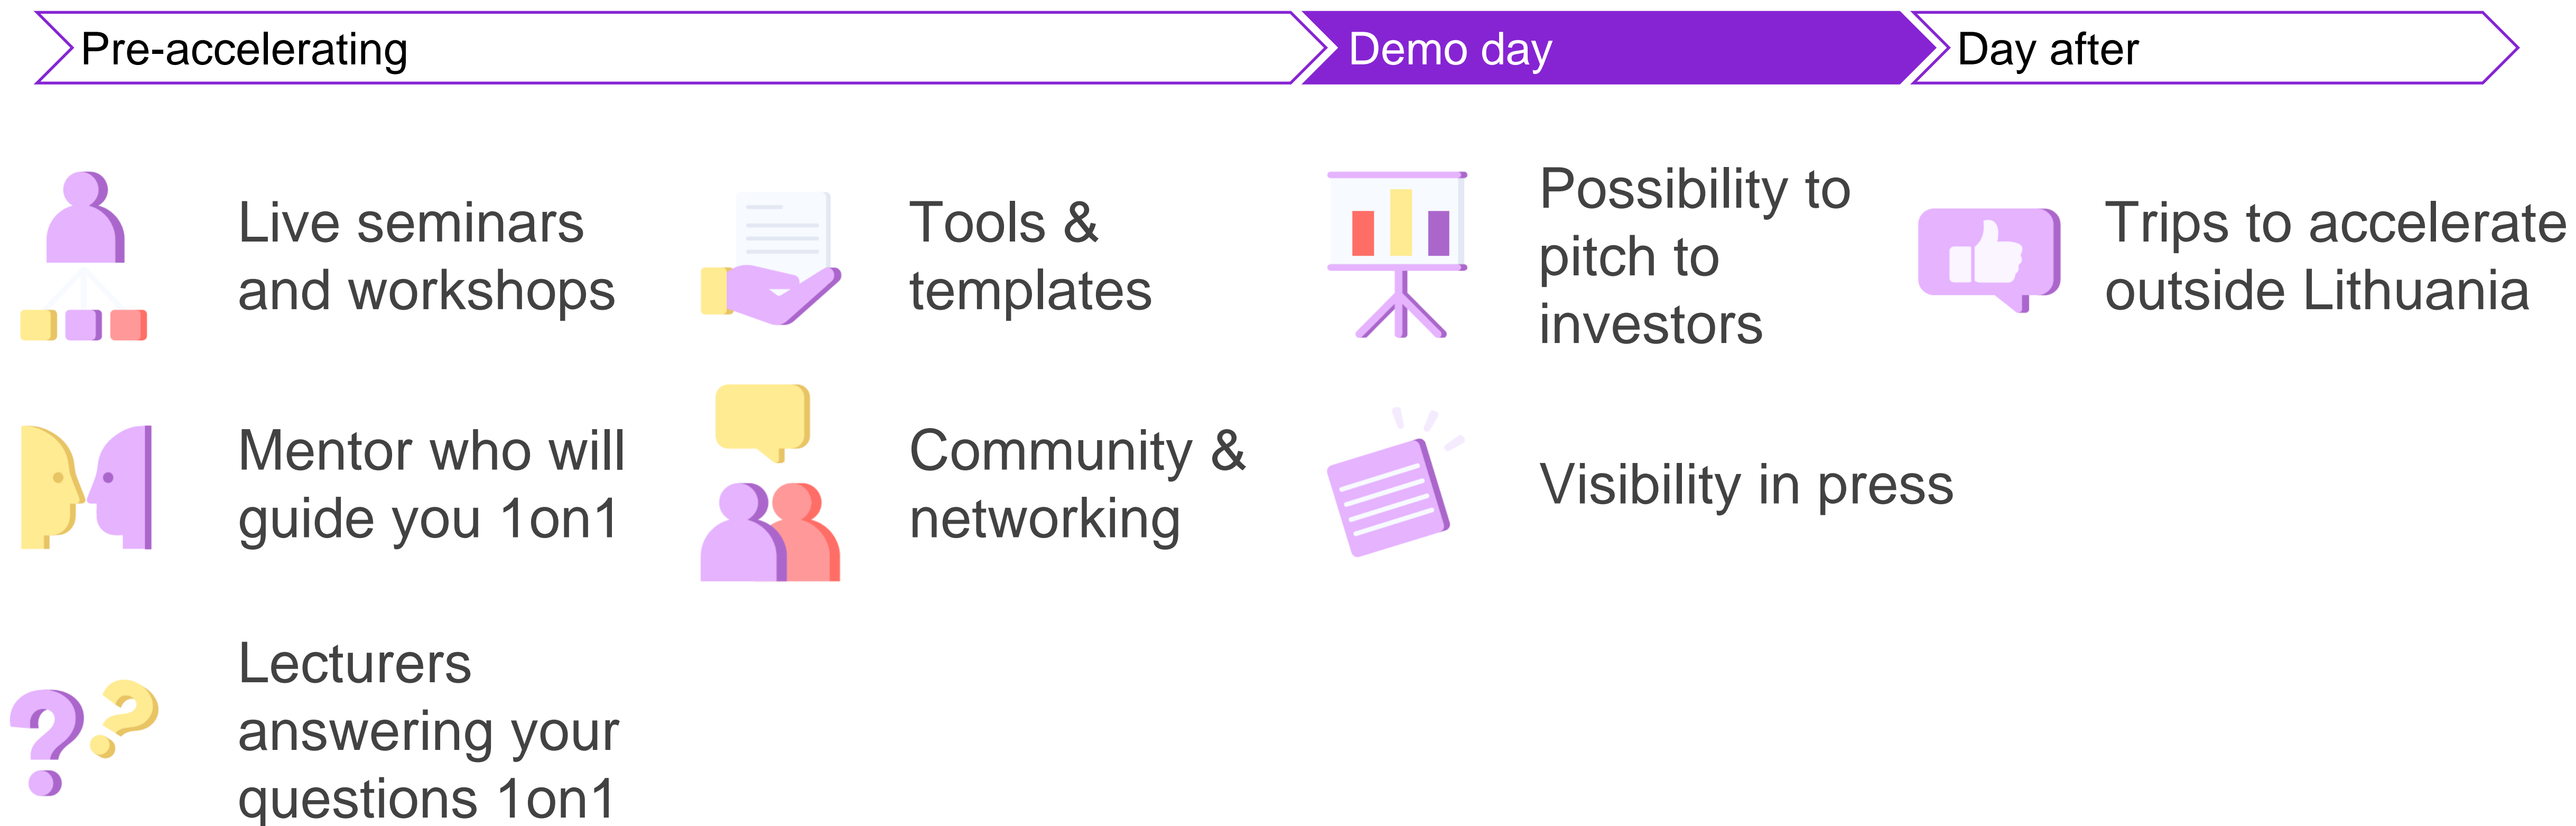 Pre-accelerating
Demo day
Day after
Live seminars
and workshops
Tools &
templates
Possibility to
pitch to
investors
Trips to accelerate
outside Lithuania
Mentor who will
guide you 1on1
Community &
networking
Visibility in press
Lecturers
answering your
questions 1on1